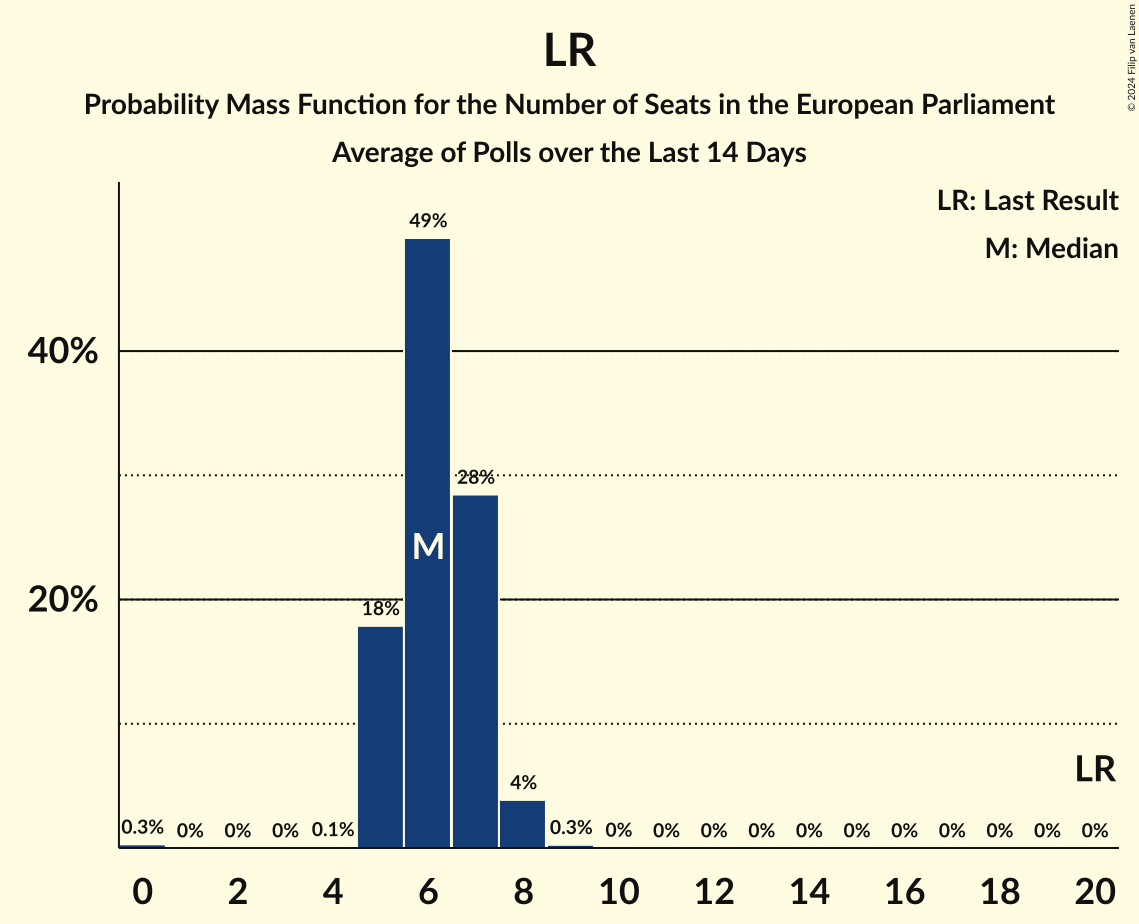 LR
Probability Mass Function for the Number of Seats in the European Parliament
Average of Polls over the Last 14 Days
© 2024 Filip van Laenen
LR: Last Result
M: Median
49%
40%
28%
M
20%
18%
LR
4%
0.3% 0% 0% 0% 0.1% 0.3% 0% 0% 0% 0% 0% 0% 0% 0% 0% 0% 0%
0 2 4 6 8 10 12 14 16 18 20